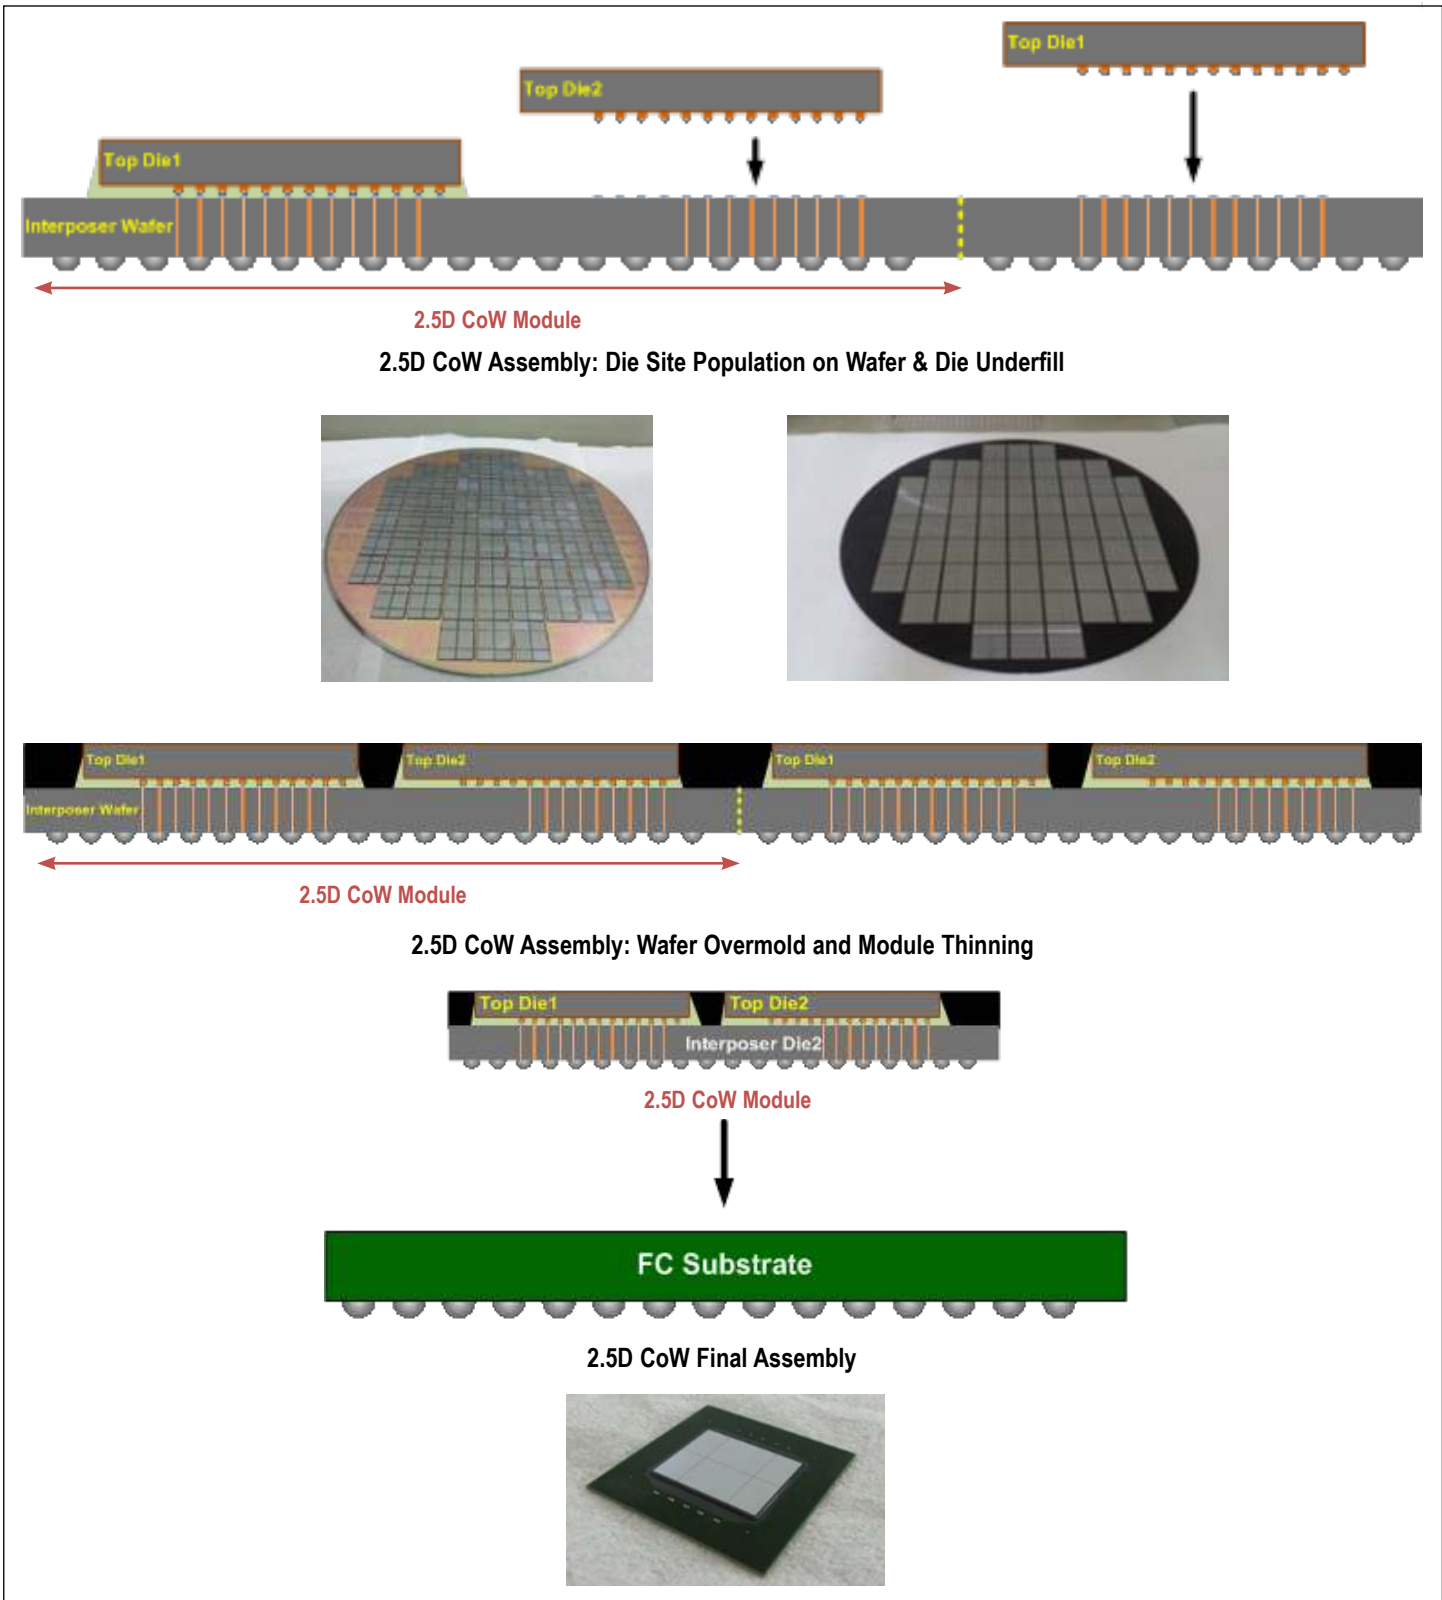 Top Die1
Top Die2
Top Die1
Interposer Wafer
2.5D CoW Module
2.5D CoW Assembly: Die Site Population on Wafer & Die Underfill
Top Die1
Top Die2
Top Die1
Top Die2
Interposer Wafer
2.5D CoW Module
2.5D CoW Assembly: Wafer Overmold and Module Thinning
Top Die1
Top Die2
Interposer Die2
2.5D CoW Module
FC Substrate
2.5D CoW Final Assembly